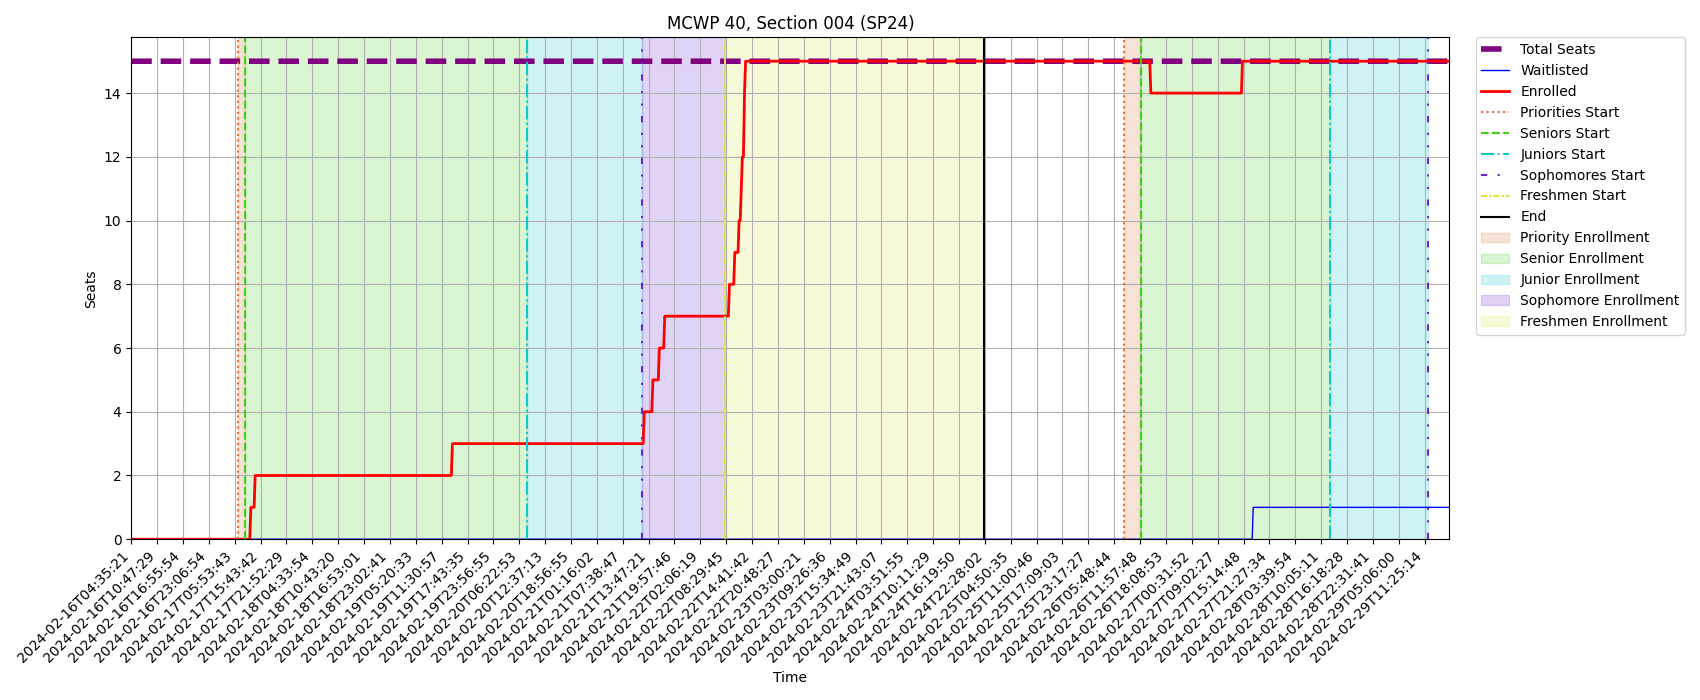 MCWP 40, Section 004 (SP24)
Total Seats
Waitlisted
Enrolled
Priorities Start
Seniors Start
Juniors Start
Sophomores Start
Freshmen Start
End
Priority Enrollment
Senior Enrollment
Junior Enrollment
Sophomore Enrollment
Freshmen Enrollment
Seats
14
12
10
8
6
4
2
0
2024-02-16T04:35:21
2024-02-16T10:47:29
2024-02-16T16:55:54
2024-02-16T23:06:54
2024-02-17T05:53:43
2024-02-17T15:43:42
2024-02-17T21:52:29
2024-02-18T04:33:54
2024-02-18T10:43:20
2024-02-18T16:53:01
2024-02-18T23:02:41
2024-02-19T05:20:33
2024-02-19T11:30:57
2024-02-19T17:43:35
2024-02-19T23:56:55
2024-02-20T06:22:53
2024-02-20T12:37:13
2024-02-20T18:56:55
2024-02-21T01:16:02
2024-02-21T07:38:47
2024-02-21T13:47:21
2024-02-21T19:57:46
2024-02-22T02:06:19
2024-02-22T08:29:45
2024-02-22T14:41:42
2024-02-22T20:48:27
2024-02-23T03:00:21
2024-02-23T09:26:36
2024-02-23T15:34:49
2024-02-23T21:43:07
2024-02-24T03:51:55
2024-02-24T10:11:29
2024-02-24T16:19:50
2024-02-24T22:28:02
2024-02-25T04:50:35
2024-02-25T11:00:46
2024-02-25T17:09:03
2024-02-25T23:17:27
2024-02-26T05:48:44
2024-02-26T11:57:48
2024-02-26T18:08:53
2024-02-27T00:31:52
2024-02-27T09:02:27
2024-02-27T15:14:48
2024-02-27T21:27:34
2024-02-28T03:39:54
2024-02-28T10:05:11
2024-02-28T16:18:28
2024-02-28T22:31:41
2024-02-29T05:06:00
2024-02-29T11:25:14
Time